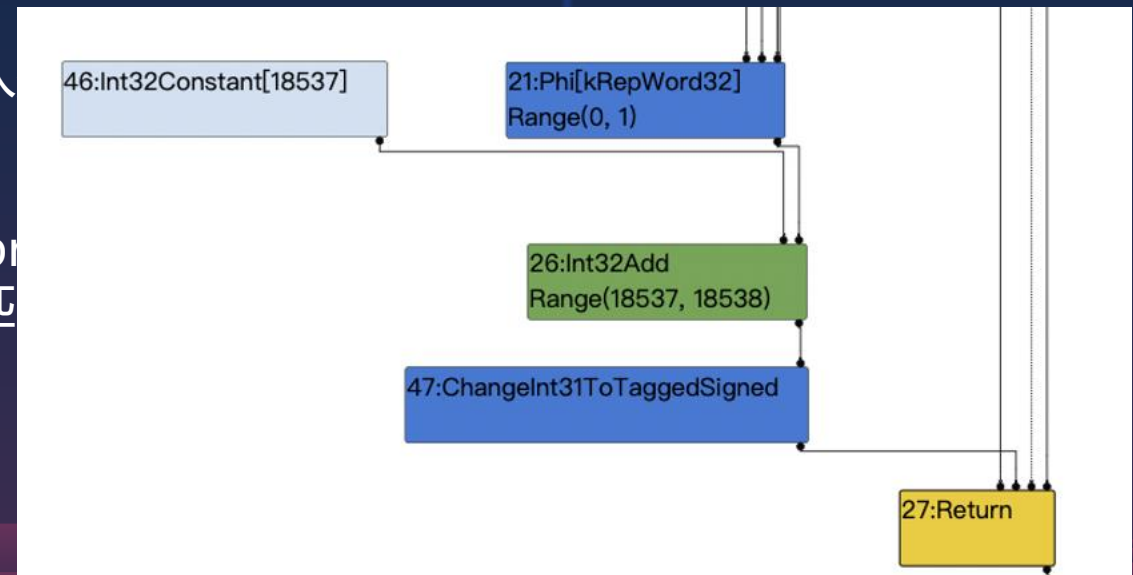 46:Int32Constant[18537]
21:Phi[kRepWord32]
Range(0, 1)
26:Int32Add
Range(18537, 18538)
47:ChangeInt31ToTaggedSigned
27:Return